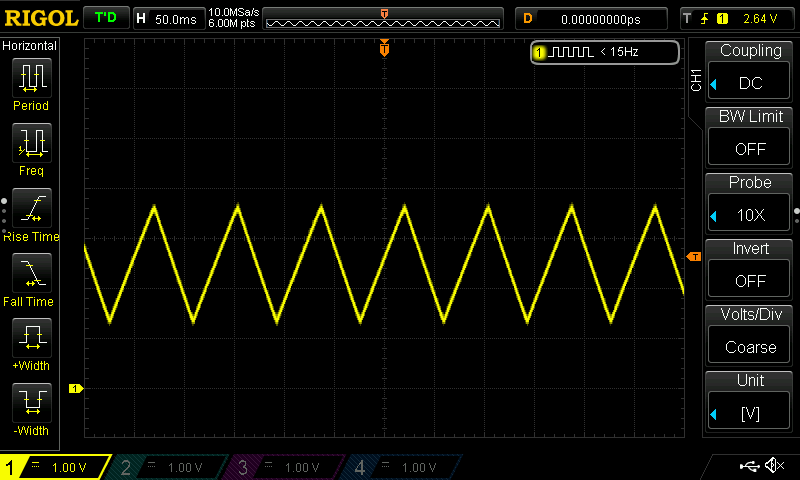 RIGOL T'D H 50.0ms 10.0MSa/s 6.00M pts T D 0.00000000ps T 1 2.64 V
Horizontal
T
1 < 15Hz
Period
Freq
Rise Time
Fall Time
+Width
-Width
T
1
CH1
Coupling
DC
BW Limit
OFF
Probe
10X
Invert
OFF
Volts/Div
Coarse
Unit
[V]
1 1.00 V 2 1.00 V 3 1.00 V 4 1.00 V